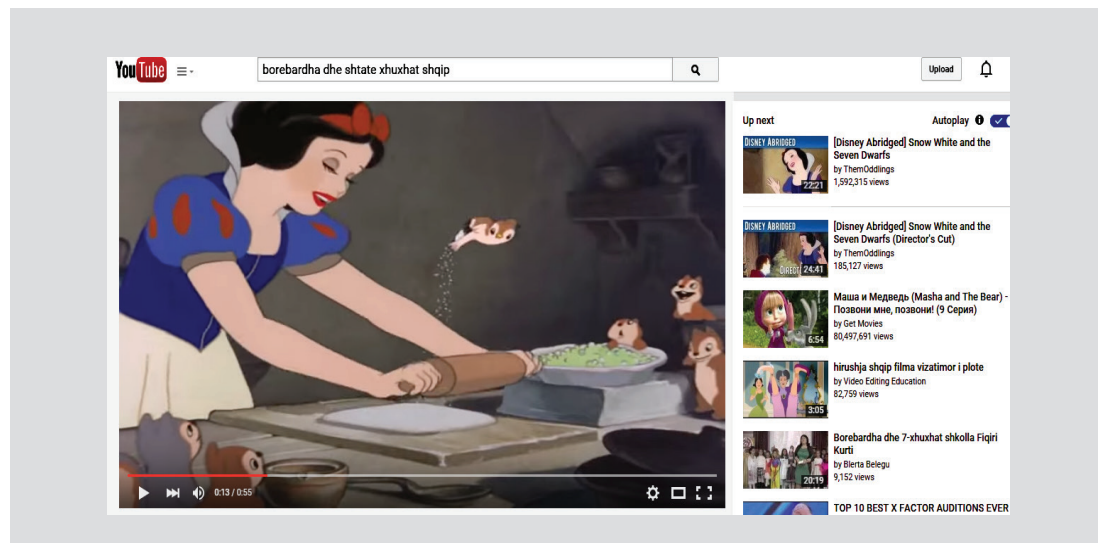 YouTube
borebardha dhe shtate xhuxhat shqip
Upload
Up next
Autoplay
DISNEY ABRIDGED
22:21
[Disney Abridged] Snow White and the
Seven Dwarfs
by ThemOddlings
1,592,315 views
DISNEY ABRIDGED
DIRECT
24:41
[Disney Abridged] Snow White and the
Seven Dwarfs (Director's Cut)
by ThemOddlings
185,127 views
6:54
Маша и Медведь (Masha and The Bear) -
Позвони мне, позвони! (9 Серия)
by Get Movies
80,497,691 views
3:05
hirushja shqip filma vizatimor i plote
by Video Editing Education
82,759 views
20:19
Borebardha dhe 7-xhuxhat shkolla Fiqiri
Kurti
by Blerta Belegu
9,152 views
TOP 10 BEST X FACTOR AUDITIONS EVER
0:13 / 0:55